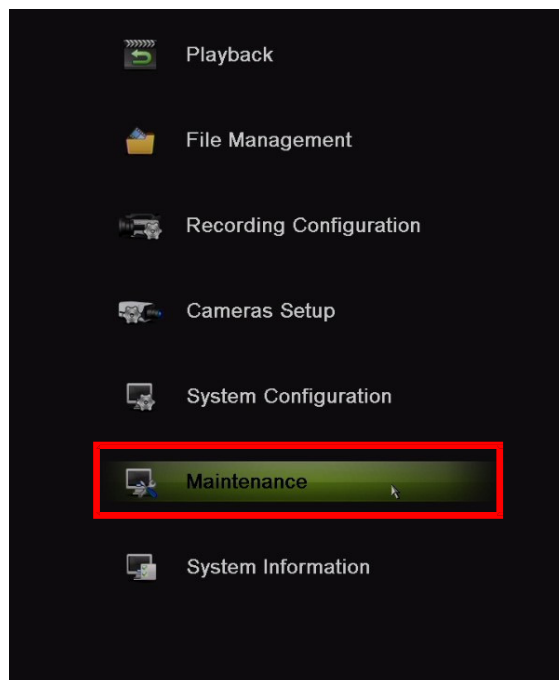 Playback
File Management
Recording Configuration
Cameras Setup
System Configuration
Maintenance
System Information